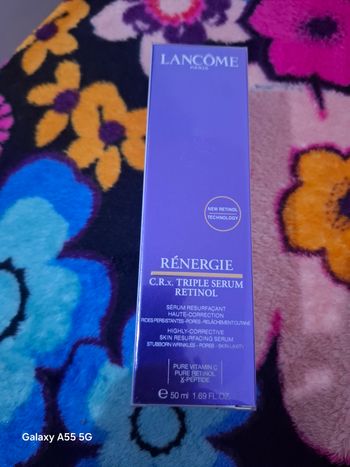 LANCÔME
PARIS
NEW RETINOL
TECHNOLOGY
RÉNERGIE
C.R.x. TRIPLE SERUM
RETINOL
SÉRUM RESURFAÇANT
HAUTE-CORRECTION
RIDES PERSISTANTES - PORES - RELÂCHEMENT CUTANÉ
HIGHLY-CORRECTIVE
SKIN RESURFACING SERUM
STUBBORN WRINKLES - PORES - SKIN LAXITY
PURE VITAMIN C
PURE RETINOL
X-PEPTIDE
℮ 50 ml 1.69 FL.OZ.
Galaxy A55 5G